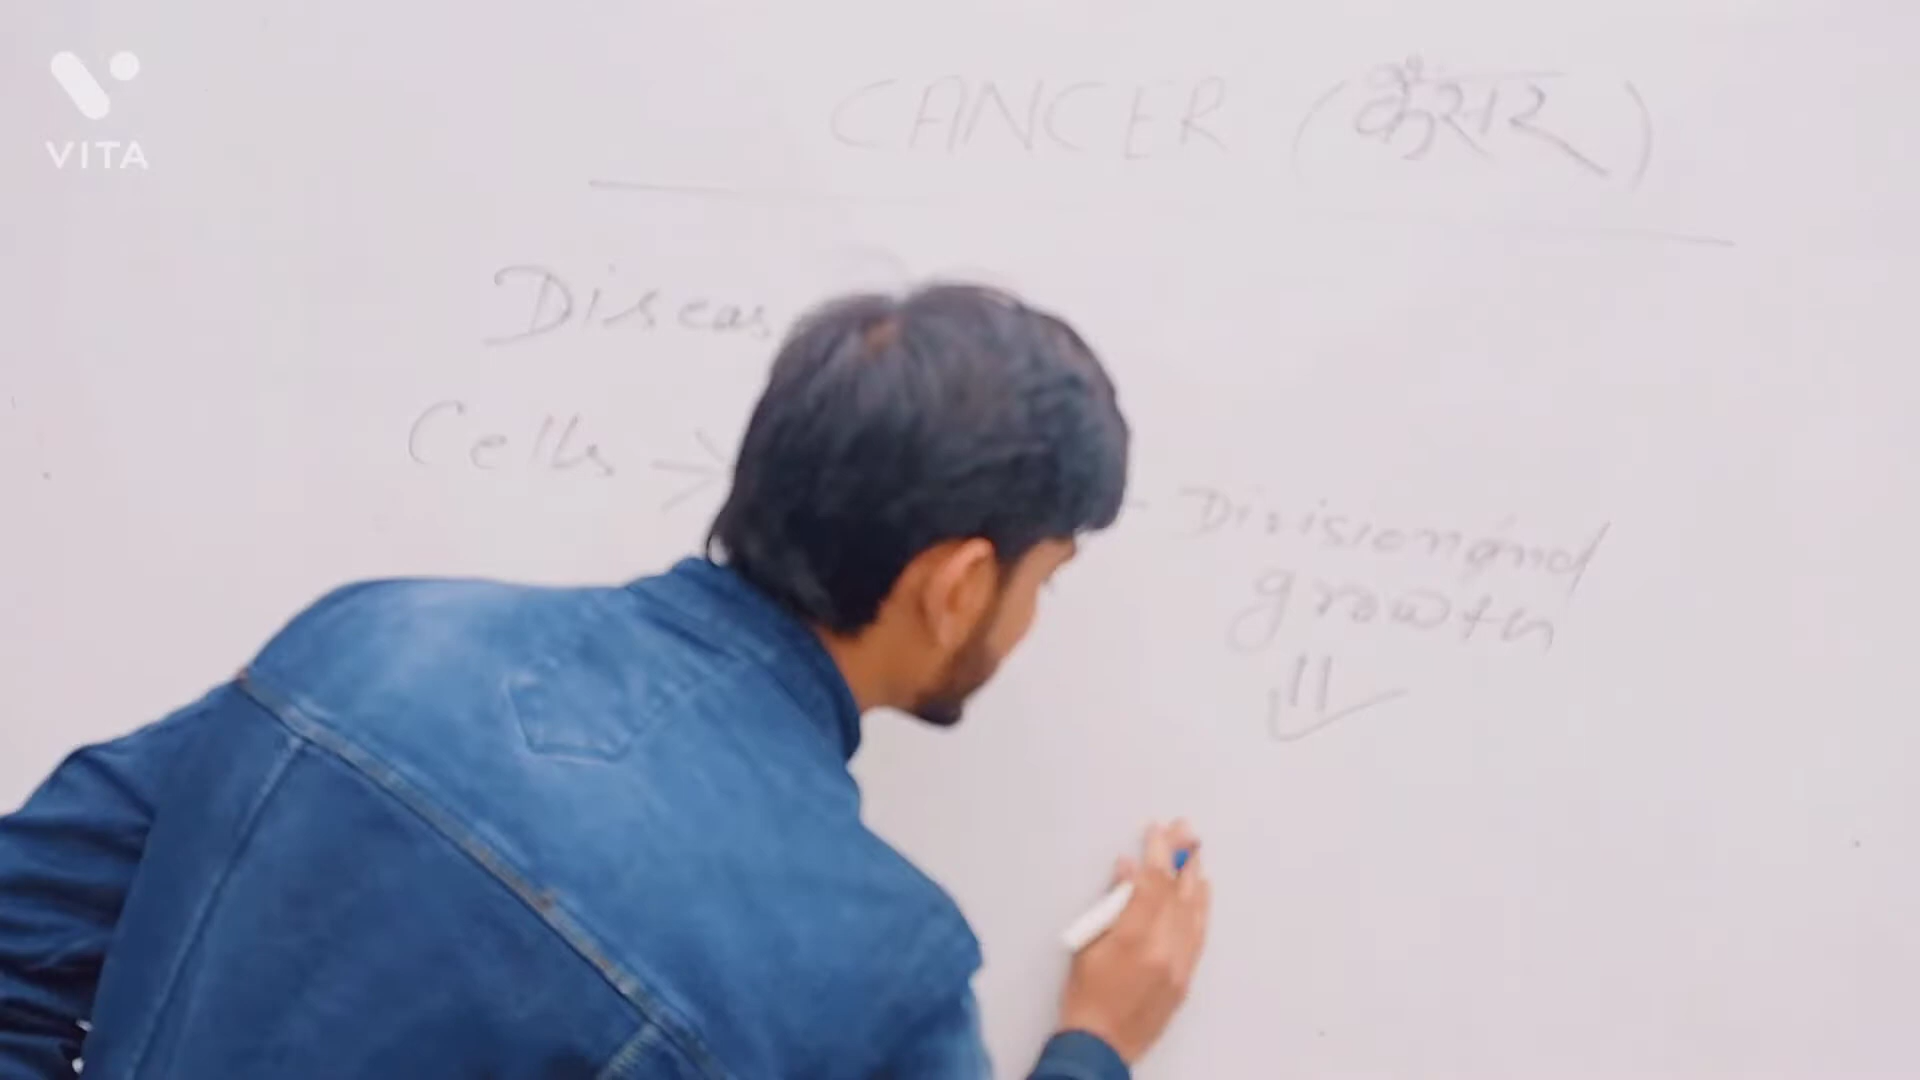 VITA
CANCER (कैंसर)
Diseas
Cells →
- Division and
growth